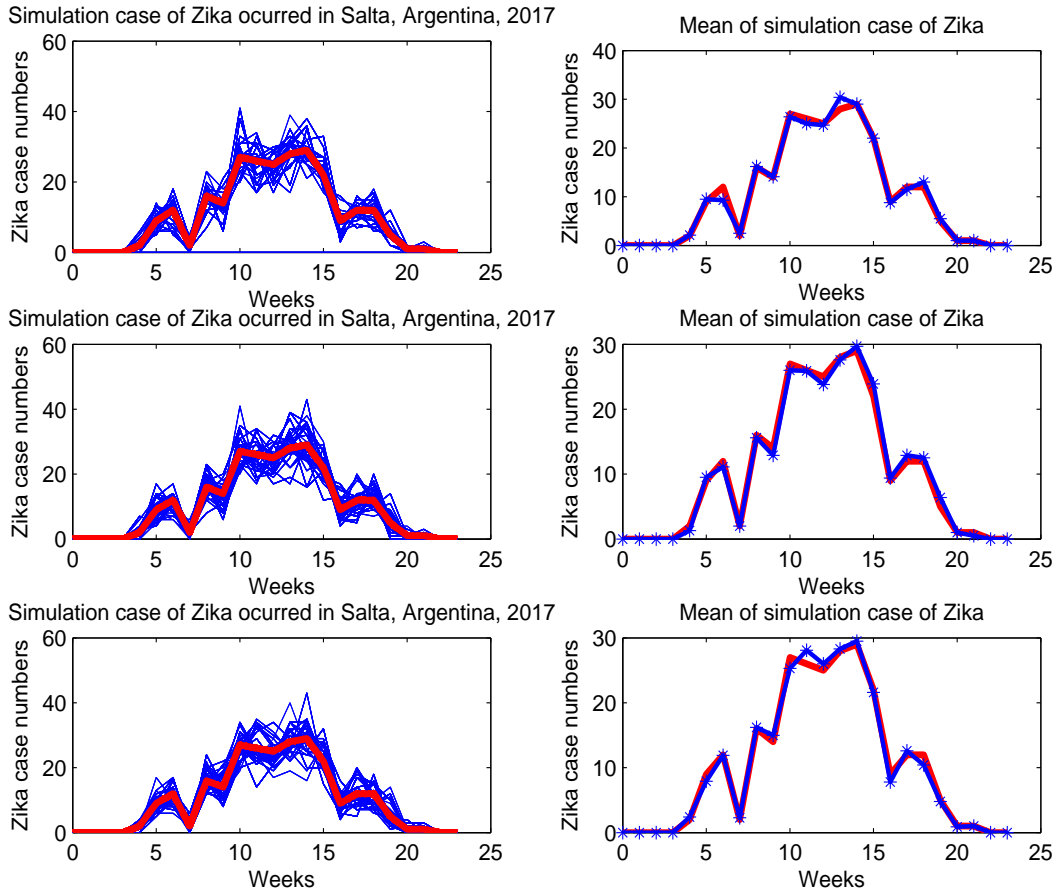 Simulation case of Zika ocurred in Salta, Argentina, 2017
60
40
20
0
Zika case numbers
0 5 10 15 20 25
Weeks
Mean of simulation case of Zika
40
30
20
10
0
Zika case numbers
0 5 10 15 20 25
Weeks
Simulation case of Zika ocurred in Salta, Argentina, 2017
60
40
20
0
Zika case numbers
0 5 10 15 20 25
Weeks
Mean of simulation case of Zika
30
20
10
0
Zika case numbers
0 5 10 15 20 25
Weeks
Simulation case of Zika ocurred in Salta, Argentina, 2017
60
40
20
0
Zika case numbers
0 5 10 15 20 25
Weeks
Mean of simulation case of Zika
30
20
10
0
Zika case numbers
0 5 10 15 20 25
Weeks